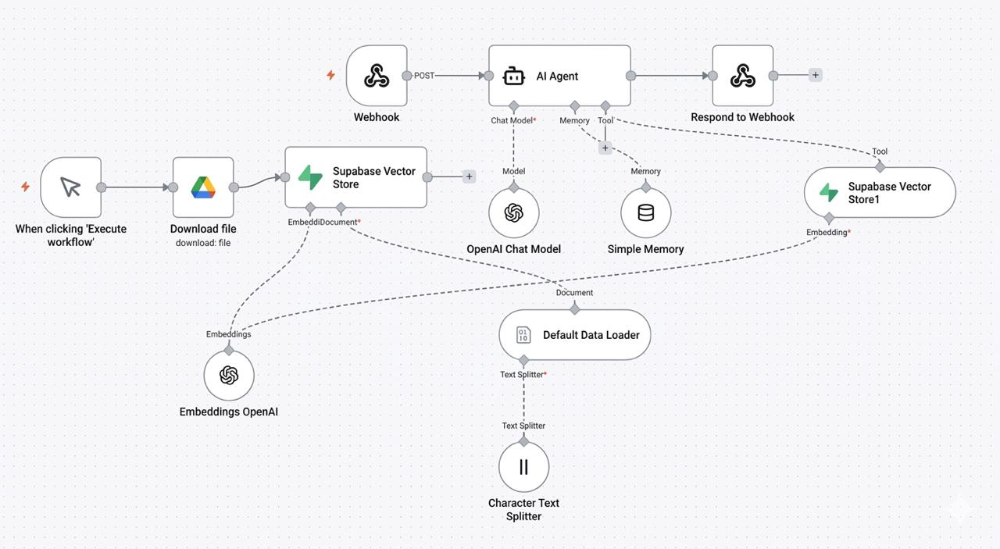 POST
AI Agent
Webhook
Chat Model*
Memory
Tool
Respond to Webhook
Tool
Supabase Vector
Store
Model
Memory
Supabase Vector
Store1
When clicking 'Execute
workflow'
Download file
download: file
EmbeddiDocument*
Embedding*
OpenAI Chat Model
Simple Memory
Document
Default Data Loader
Embeddings
Text Splitter*
Embeddings OpenAI
Text Splitter
Character Text
Splitter